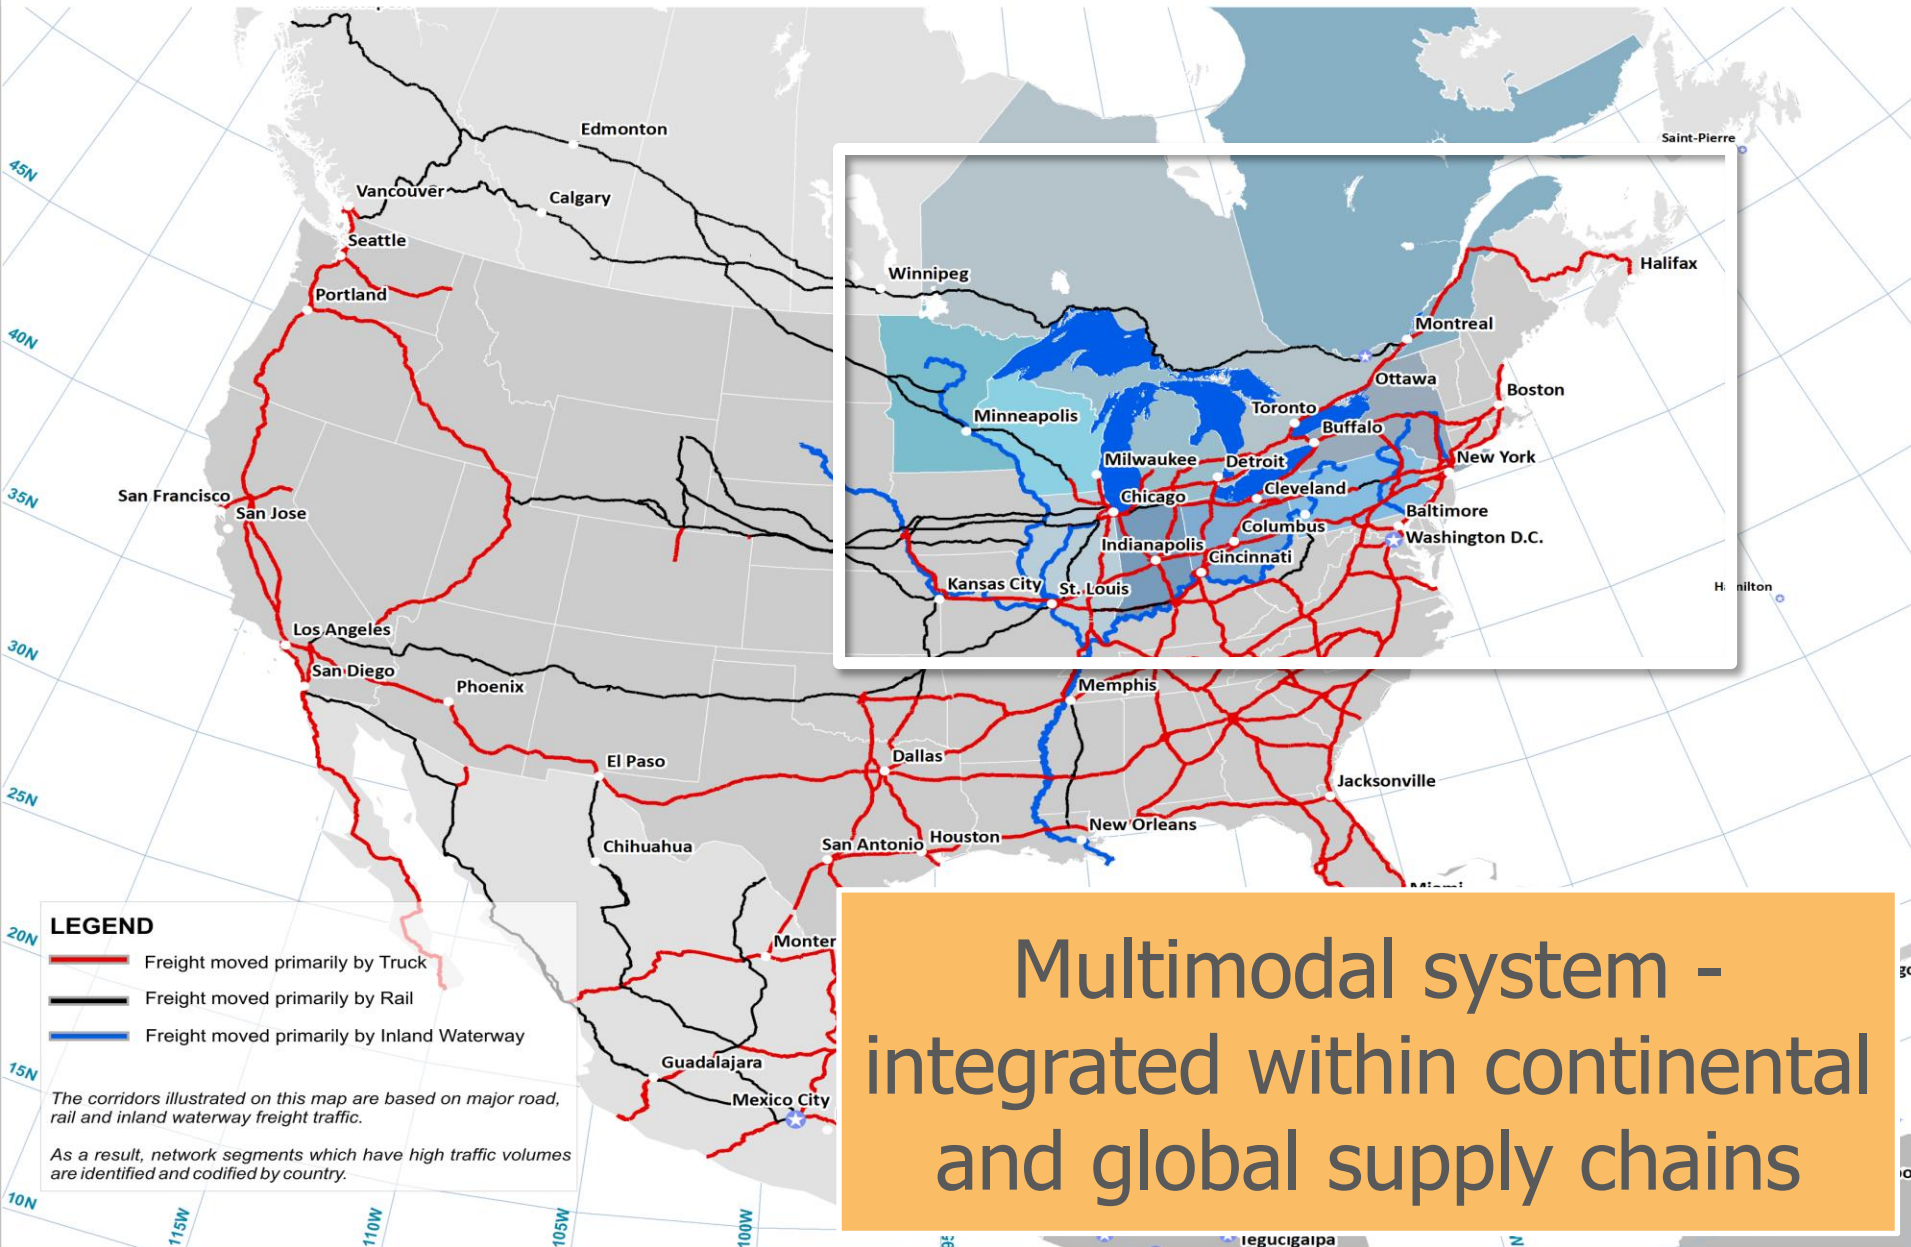 Edmonton
Saint-Pierre
45N
Vancouver
Calgary
Seattle
Winnipeg
Halifax
Portland
Montreal
40N
Ottawa
Boston
Toronto
Minneapolis
Buffalo
Milwaukee
Detroit
New York
35N
San Francisco
Chicago
Cleveland
San Jose
Columbus
Baltimore
Washington D.C.
Indianapolis
Cincinnati
Kansas City
St. Louis
30N
Los Angeles
San Diego
Phoenix
Memphis
El Paso
Dallas
25N
Jacksonville
Chihuahua
San Antonio
Houston
New Orleans
LEGEND
20N
Monter
Freight moved primarily by Truck
Freight moved primarily by Rail
Freight moved primarily by Inland Waterway
15N
Guadalajara
Mexico City
The corridors illustrated on this map are based on major road,
rail and inland waterway freight traffic.
As a result, network segments which have high traffic volumes
are identified and codified by country.
10N
115W
110W
105W
100W
Multimodal system -
integrated within continental
and global supply chains
Tegucigalpa